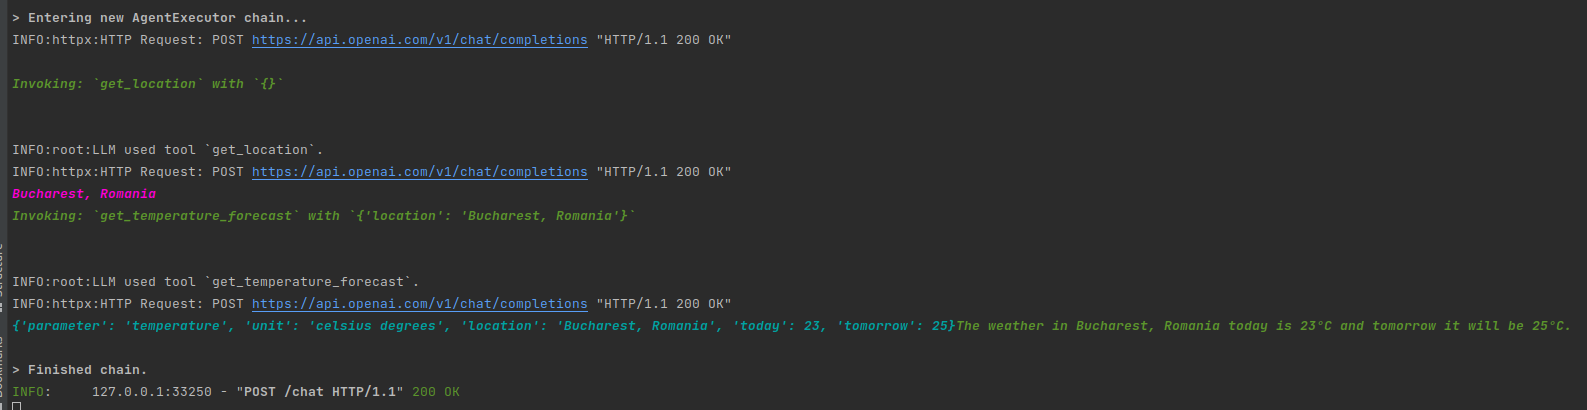 > Entering new AgentExecutor chain...
INFO:httpx:HTTP Request: POST https://api.openai.com/v1/chat/completions "HTTP/1.1 200 OK"
Invoking: `get_location` with `{}`
INFO:root:LLM used tool `get_location`.
INFO:httpx:HTTP Request: POST https://api.openai.com/v1/chat/completions "HTTP/1.1 200 OK"
Bucharest, Romania
Invoking: `get_temperature_forecast` with `{'location': 'Bucharest, Romania'}`
INFO:root:LLM used tool `get_temperature_forecast`.
INFO:httpx:HTTP Request: POST https://api.openai.com/v1/chat/completions "HTTP/1.1 200 OK"
{'parameter': 'temperature', 'unit': 'celsius degrees', 'location': 'Bucharest, Romania', 'today': 23, 'tomorrow': 25}The weather in Bucharest, Romania today is 23°C and tomorrow it will be 25°C.
> Finished chain.
INFO:     127.0.0.1:33250 - "POST /chat HTTP/1.1" 200 OK